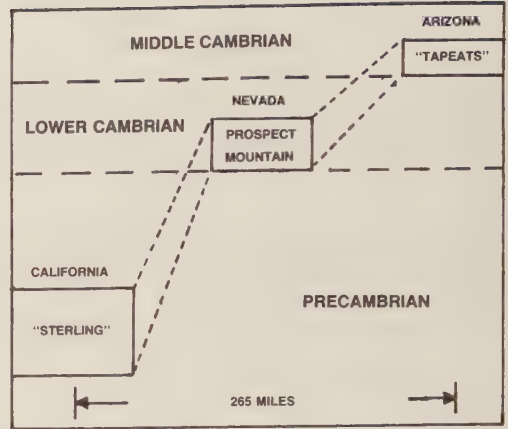 ARIZONA
MIDDLE CAMBRIAN
"TAPEATS"
NEVADA
LOWER CAMBRIAN
PROSPECT
MOUNTAIN
CALIFORNIA
"STERLING"
PRECAMBRIAN
265 MILES